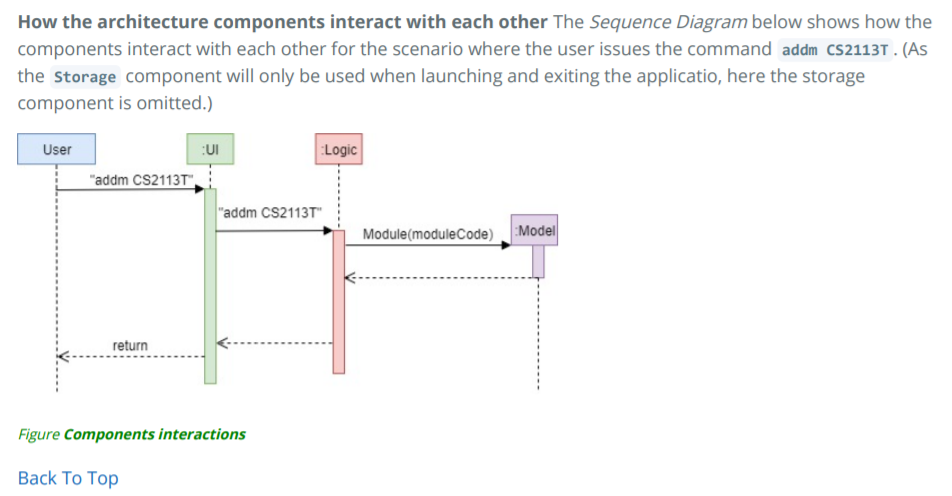 How the architecture components interact with each other The Sequence Diagram below shows how the
components interact with each other for the scenario where the user issues the command addm CS2113T . (As
the Storage component will only be used when launching and exiting the applicatio, here the storage
component is omitted.)
User
:UI
:Logic
"addm CS2113T"
"addm CS2113T"
Module(moduleCode)
:Model
return
Figure Components interactions
Back To Top